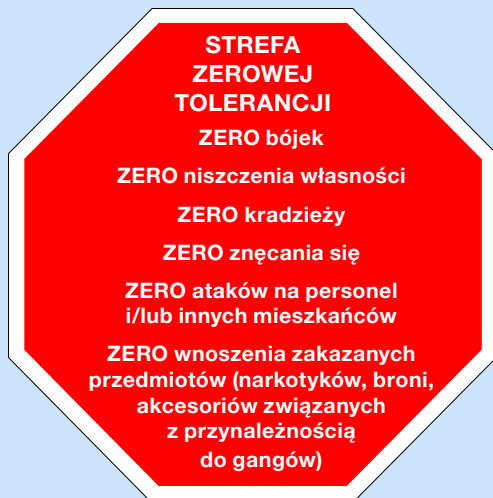 STREFA
ZEROWEJ
TOLERANCJI
ZERO bójek
ZERO niszczenia własności
ZERO kradzieży
ZERO znęcania się
ZERO ataków na personel
i/lub innych mieszkańców
ZERO wnoszenia zakazanych
przedmiotów (narkotyków, broni,
akcesoriów związanych
z przynależnością
do gangów)